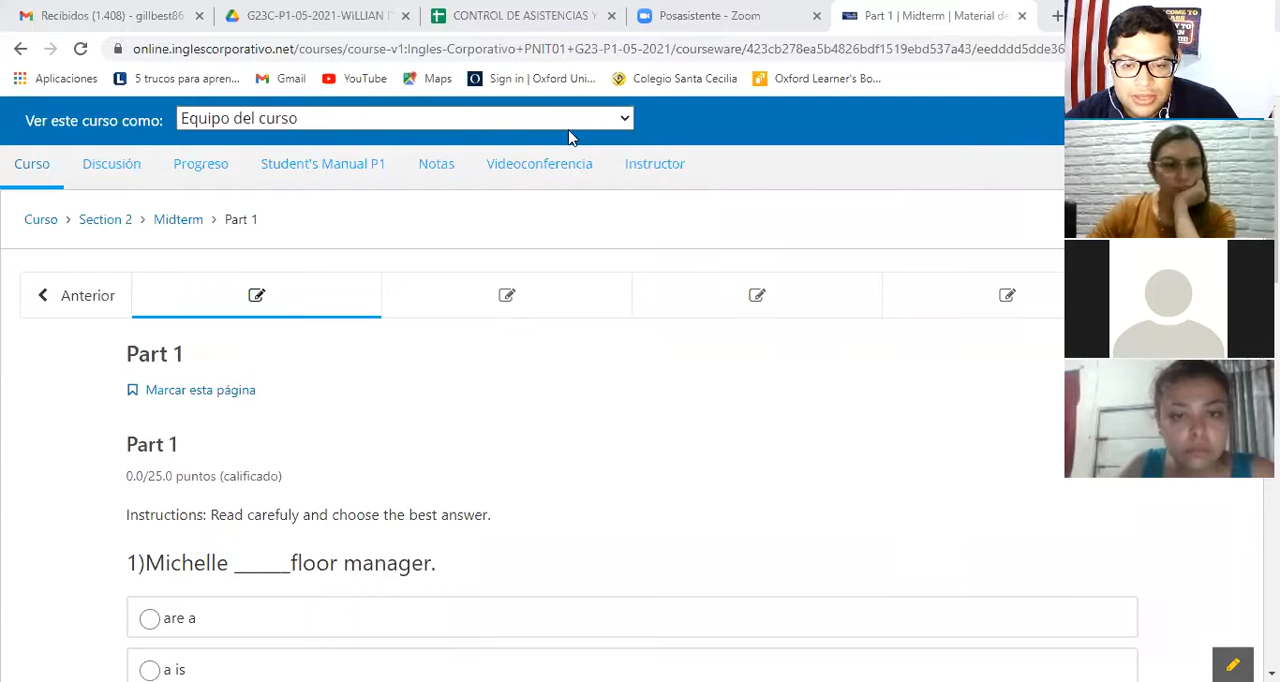 Recibidos (1.408) - gillbest86
G23C-P1-05-2021-WILLIAN
CONTROL DE ASISTENCIAS Y
Posasistente - Zoom
Part 1 | Midterm | Material de
online.inglescorporativo.net/courses/course-v1:Ingles-Corporativo+PNIT01+G23-P1-05-2021/courseware/423cb278ea5b4826bdf1519ebd537a43/eedddd5dde36
Aplicaciones
5 trucos para apren...
Gmail
YouTube
Maps
Sign in | Oxford Uni...
Colegio Santa Cecilia
Oxford Learner's Bo...
Ver este curso como: Equipo del curso
Curso Discusión Progreso Student's Manual P1 Notas Videoconferencia Instructor
Curso > Section 2 > Midterm > Part 1
Anterior
Part 1
Marcar esta página
Part 1
0.0/25.0 puntos (calificado)
Instructions: Read carefuly and choose the best answer.
1)Michelle ______floor manager.
are a
a is